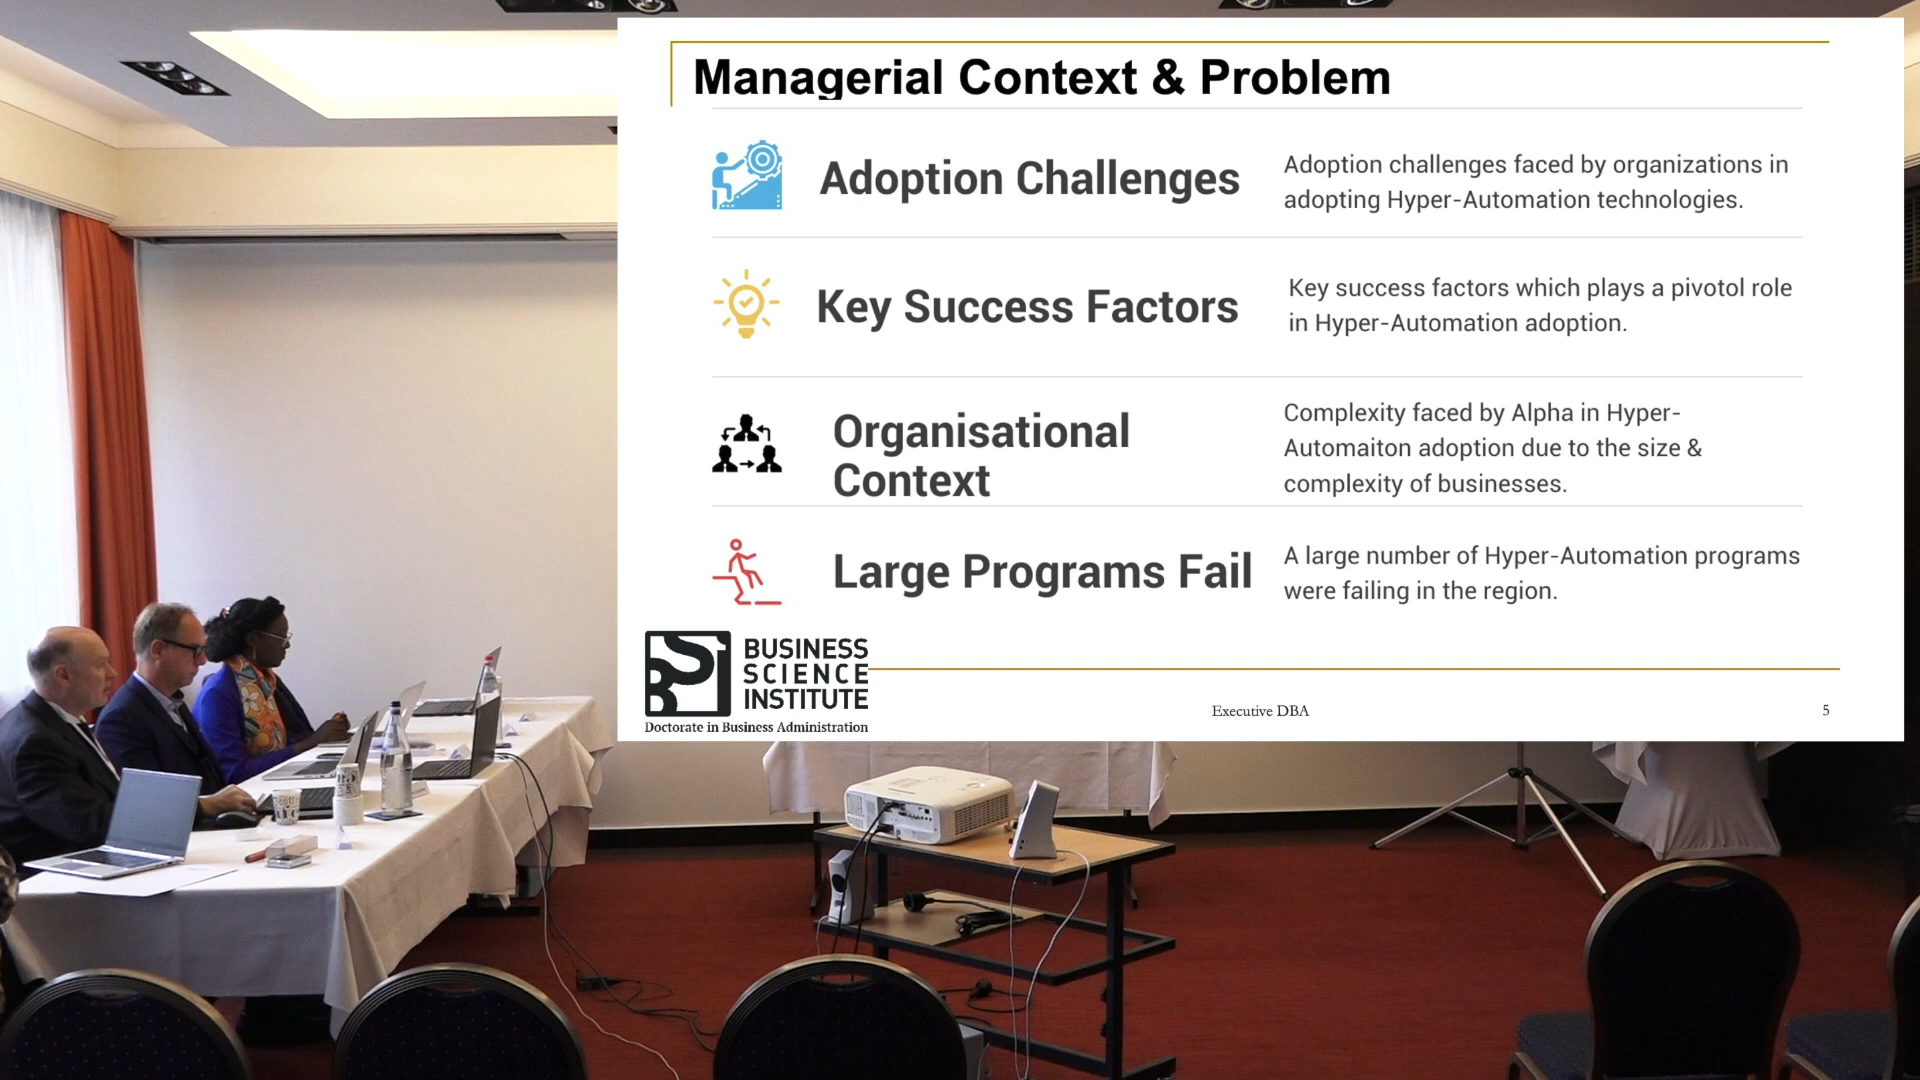 Managerial Context & Problem
Adoption Challenges
Adoption challenges faced by organizations in
adopting Hyper-Automation technologies.
Key Success Factors
Key success factors which plays a pivotol role
in Hyper-Automation adoption.
Organisational
Context
Complexity faced by Alpha in Hyper-
Automaiton adoption due to the size &
complexity of businesses.
Large Programs Fail
A large number of Hyper-Automation programs
were failing in the region.
BSI
BUSINESS
SCIENCE
INSTITUTE
Doctorate in Business Administration
Executive DBA
5